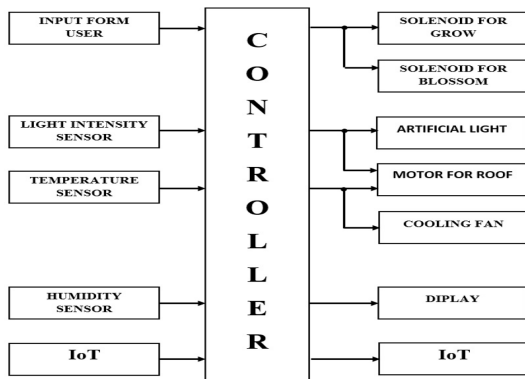 INPUT FORM
USER
LIGHT INTENSITY
SENSOR
TEMPERATURE
SENSOR
HUMIDITY
SENSOR
IoT
C
O
N
T
R
O
L
L
E
R
SOLENOID FOR
GROW
SOLENOID FOR
BLOSSOM
ARTIFICIAL LIGHT
MOTOR FOR ROOF
COOLING FAN
DIPLAY
IoT